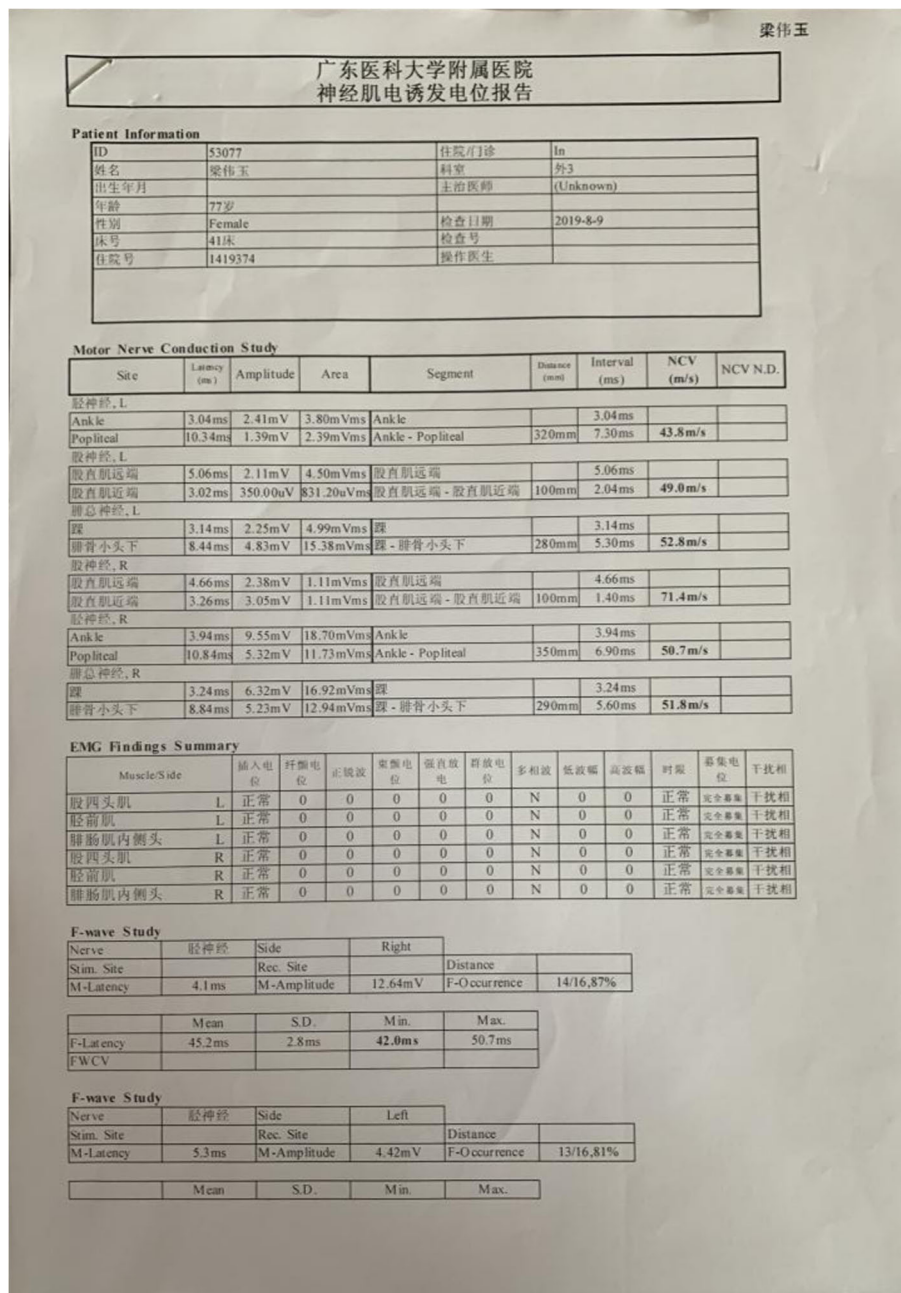 梁伟玉
广东医科大学附属医院
神经肌电诱发电位报告
Patient Information
ID 53077 住院/门诊 In
姓名 梁伟玉 科室 外3
出生年月 主治医师 (Unknown)
年龄 77岁
性别 Female 检查日期 2019-8-9
床号 41床 检查号
住院号 1419374 操作医生
Motor Nerve Conduction Study
Site Latency (ms) Amplitude Area Segment Distance (mm) Interval (ms) NCV (m/s) NCV N.D.
胫神经, L
Ankle 3.04ms 2.41mV 3.80mVms Ankle 3.04ms
Popliteal 10.34ms 1.39mV 2.39mVms Ankle - Popliteal 320mm 7.30ms 43.8m/s
股神经, L
股直肌远端 5.06ms 2.11mV 4.50mVms 股直肌远端 5.06ms
股直肌近端 3.02ms 350.00uV 831.20uVms 股直肌远端 - 股直肌近端 100mm 2.04ms 49.0m/s
腓总神经, L
踝 3.14ms 2.25mV 4.99mVms 踝 3.14ms
腓骨小头下 8.44ms 4.83mV 15.38mVms 踝 - 腓骨小头下 280mm 5.30ms 52.8m/s
股神经, R
股直肌远端 4.66ms 2.38mV 1.11mVms 股直肌远端 4.66ms
股直肌近端 3.26ms 3.05mV 1.11mVms 股直肌远端 - 股直肌近端 100mm 1.40ms 71.4m/s
胫神经, R
Ankle 3.94ms 9.55mV 18.70mVms Ankle 3.94ms
Popliteal 10.84ms 5.32mV 11.73mVms Ankle - Popliteal 350mm 6.90ms 50.7m/s
腓总神经, R
踝 3.24ms 6.32mV 16.92mVms 踝 3.24ms
腓骨小头下 8.84ms 5.23mV 12.94mVms 踝 - 腓骨小头下 290mm 5.60ms 51.8m/s
EMG Findings Summary
Muscle/Side 插入电位 纤颤电位 正锐波 束颤电位 强直放电 群放电位 多相波 低波幅 高波幅 时限 募集电位 干扰相
股四头肌 L 正常 0 0 0 0 0 N 0 0 正常 完全募集 干扰相
胫前肌 L 正常 0 0 0 0 0 N 0 0 正常 完全募集 干扰相
腓肠肌内侧头 L 正常 0 0 0 0 0 N 0 0 正常 完全募集 干扰相
股四头肌 R 正常 0 0 0 0 0 N 0 0 正常 完全募集 干扰相
胫前肌 R 正常 0 0 0 0 0 N 0 0 正常 完全募集 干扰相
腓肠肌内侧头 R 正常 0 0 0 0 0 N 0 0 正常 完全募集 干扰相
F-wave Study
Nerve 胫神经 Side Right
Stim. Site Rec. Site Distance
M-Latency 4.1ms M-Amplitude 12.64mV F-Occurrence 14/16,87%
Mean S.D. Min. Max.
F-Latency 45.2ms 2.8ms 42.0ms 50.7ms
FWCV
F-wave Study
Nerve 胫神经 Side Left
Stim. Site Rec. Site Distance
M-Latency 5.3ms M-Amplitude 4.42mV F-Occurrence 13/16,81%
Mean S.D. Min. Max.